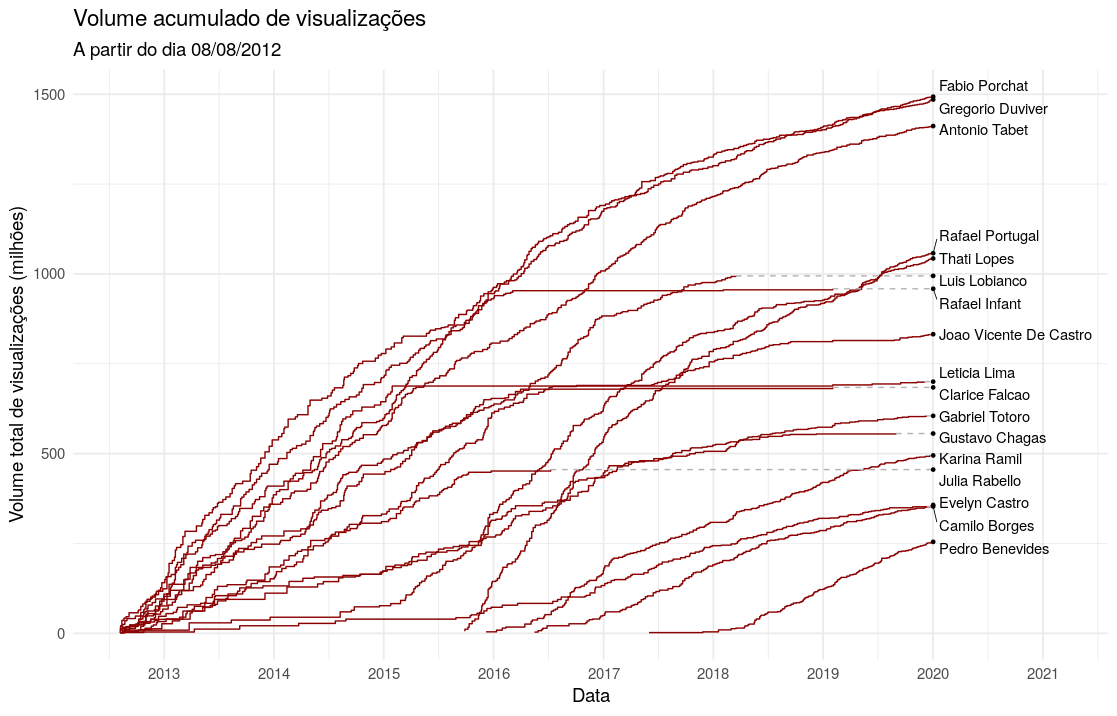 Volume acumulado de visualizações
A partir do dia 08/08/2012
Volume total de visualizações (milhões)
1500
1000
500
0
Fabio Porchat
Gregorio Duviver
Antonio Tabet
Rafael Portugal
Thati Lopes
Luis Lobianco
Rafael Infant
Joao Vicente De Castro
Leticia Lima
Clarice Falcao
Gabriel Totoro
Gustavo Chagas
Karina Ramil
Julia Rabello
Evelyn Castro
Camilo Borges
Pedro Benevides
2013 2014 2015 2016 2017 2018 2019 2020 2021
Data